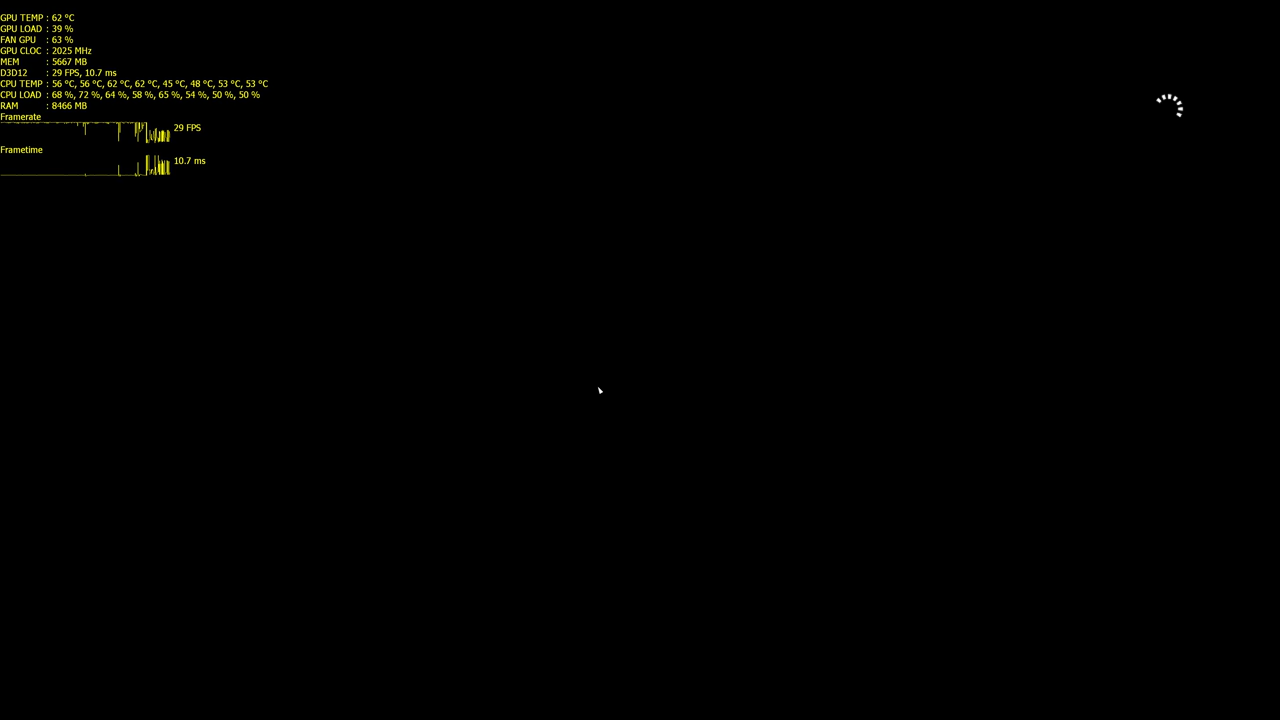 GPU TEMP : 62 °C
GPU LOAD : 39 %
FAN GPU : 63 %
GPU CLOC : 2025 MHz
MEM : 5667 MB
D3D12 : 29 FPS, 10.7 ms
CPU TEMP : 56 °C, 56 °C, 62 °C, 62 °C, 45 °C, 48 °C, 53 °C, 53 °C
CPU LOAD : 68 %, 72 %, 64 %, 58 %, 65 %, 54 %, 50 %, 50 %
RAM : 8466 MB
Framerate
29 FPS
Frametime
10.7 ms